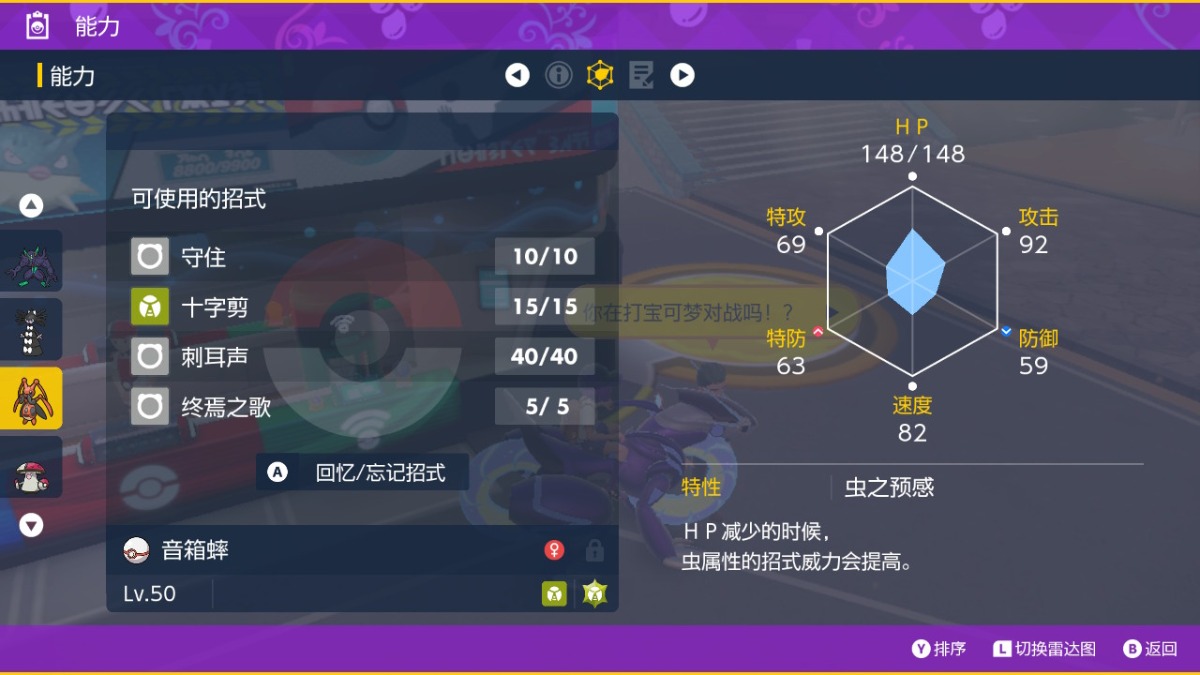 能力
能力
可使用的招式
守住 10/10
十字剪 15/15
刺耳声 40/40
终焉之歌 5/ 5
A 回忆/忘记招式
音箱蟀 ♀
Lv.50
HP
148/148
特攻
69
攻击
92
特防
63
防御
59
速度
82
特性 虫之预感
HP减少的时候，
虫属性的招式威力会提高。
你在打宝可梦对战吗！？
8800/9900
Y 排序 L 切换雷达图 B 返回